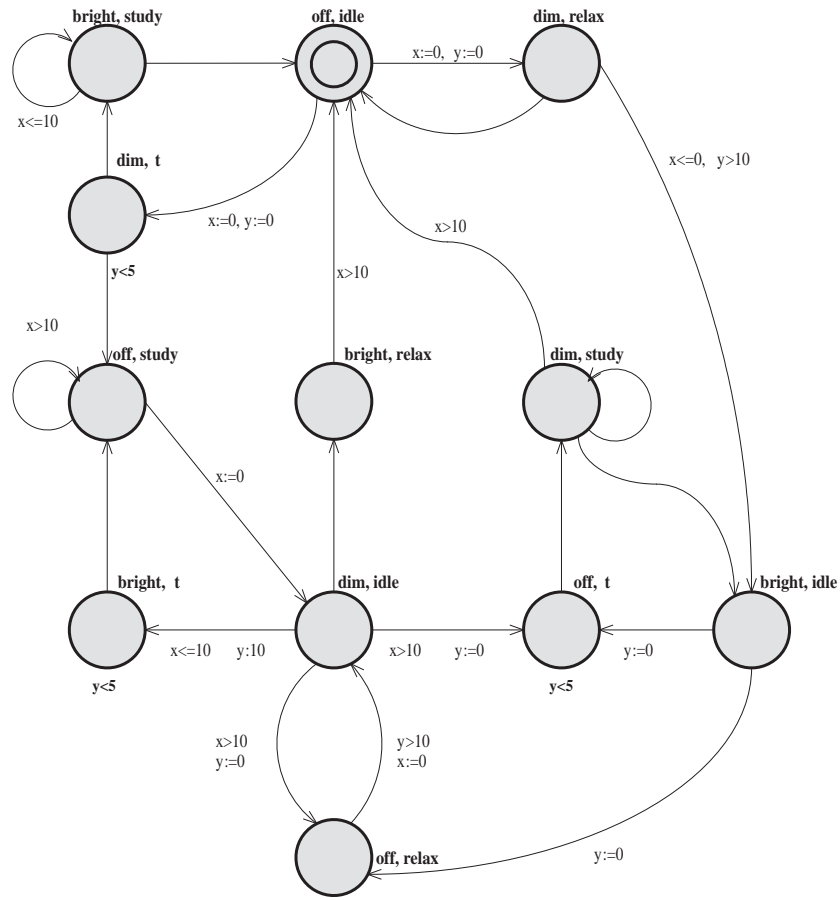 bright, study
off, idle
dim, relax
x:=0, y:=0
x<=10
dim, t
x<=0, y>10
x:=0, y:=0
x>10
y<5
x>10
x>10
off, study
bright, relax
dim, study
x:=0
bright, t
dim, idle
off, t
bright, idle
x<=10 y:10
x>10 y:=0
y:=0
y<5
y<5
x>10
y:=0
y>10
x:=0
off, relax
y:=0